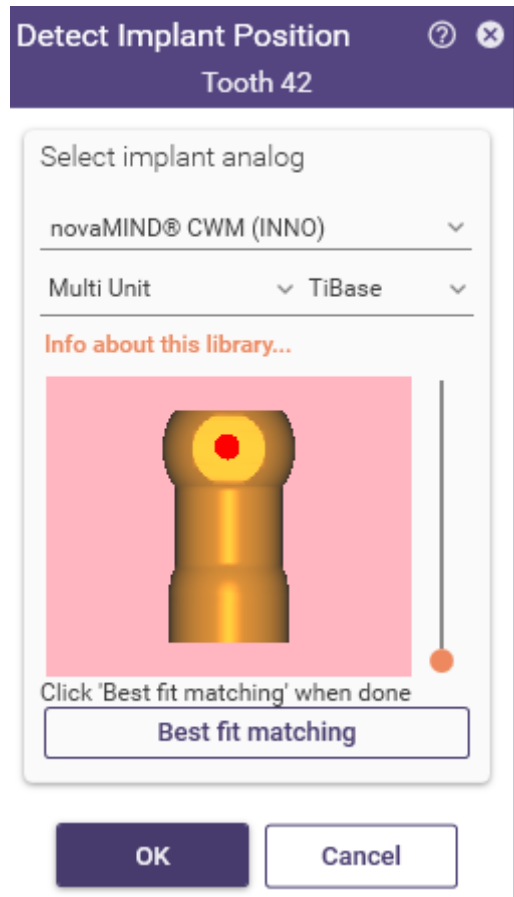 Detect Implant Position
Tooth 42
Select implant analog
novaMIND® CWM (INNO)
Multi Unit TiBase
Info about this library...
Click 'Best fit matching' when done
Best fit matching
OK Cancel